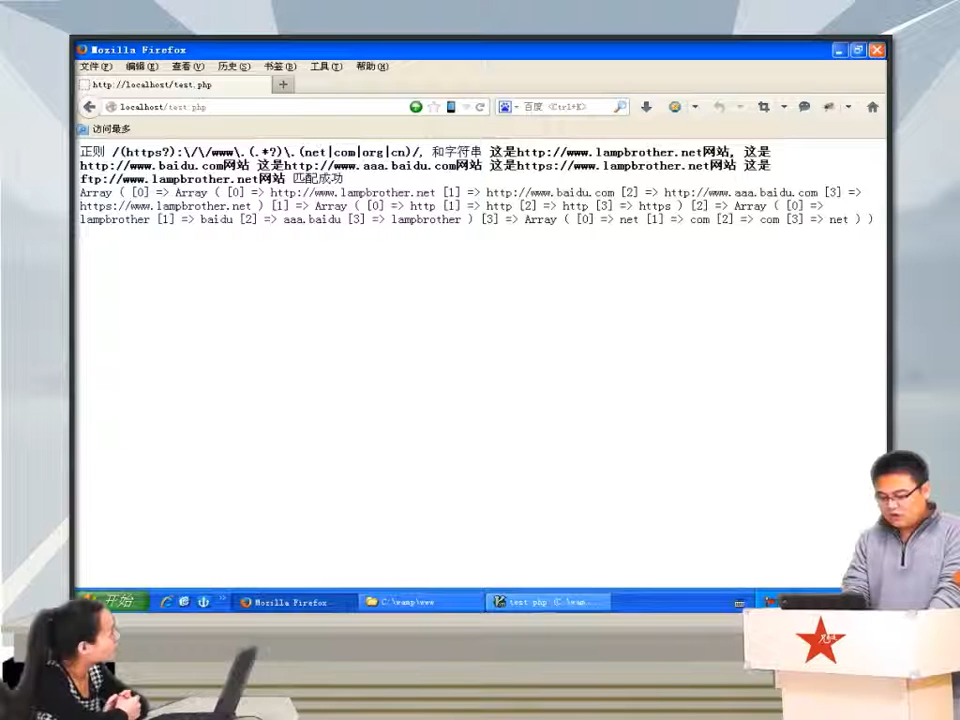 Mozilla Firefox
文件(F) 编辑(E) 查看(V) 历史(S) 书签(B) 工具(T) 帮助(H)
http://localhost/test.php
localhost/test.php
百度 <Ctrl+K>
访问最多
正则 /(https?):\/\/www\.(.*?)\.(net|com|org|cn)/, 和字符串 这是http://www.lampbrother.net网站, 这是
http://www.baidu.com网站 这是http://www.aaa.baidu.com网站 这是https://www.lampbrother.net网站 这是
ftp://www.lampbrother.net网站 匹配成功
Array ( [0] => Array ( [0] => http://www.lampbrother.net [1] => http://www.baidu.com [2] => http://www.aaa.baidu.com [3] =>
https://www.lampbrother.net ) [1] => Array ( [0] => http [1] => http [2] => http [3] => https ) [2] => Array ( [0] =>
lampbrother [1] => baidu [2] => aaa.baidu [3] => lampbrother ) [3] => Array ( [0] => net [1] => com [2] => com [3] => net ) )
开始
Mozilla Firefox
C:\wamp\www
test.php (C:\wam...